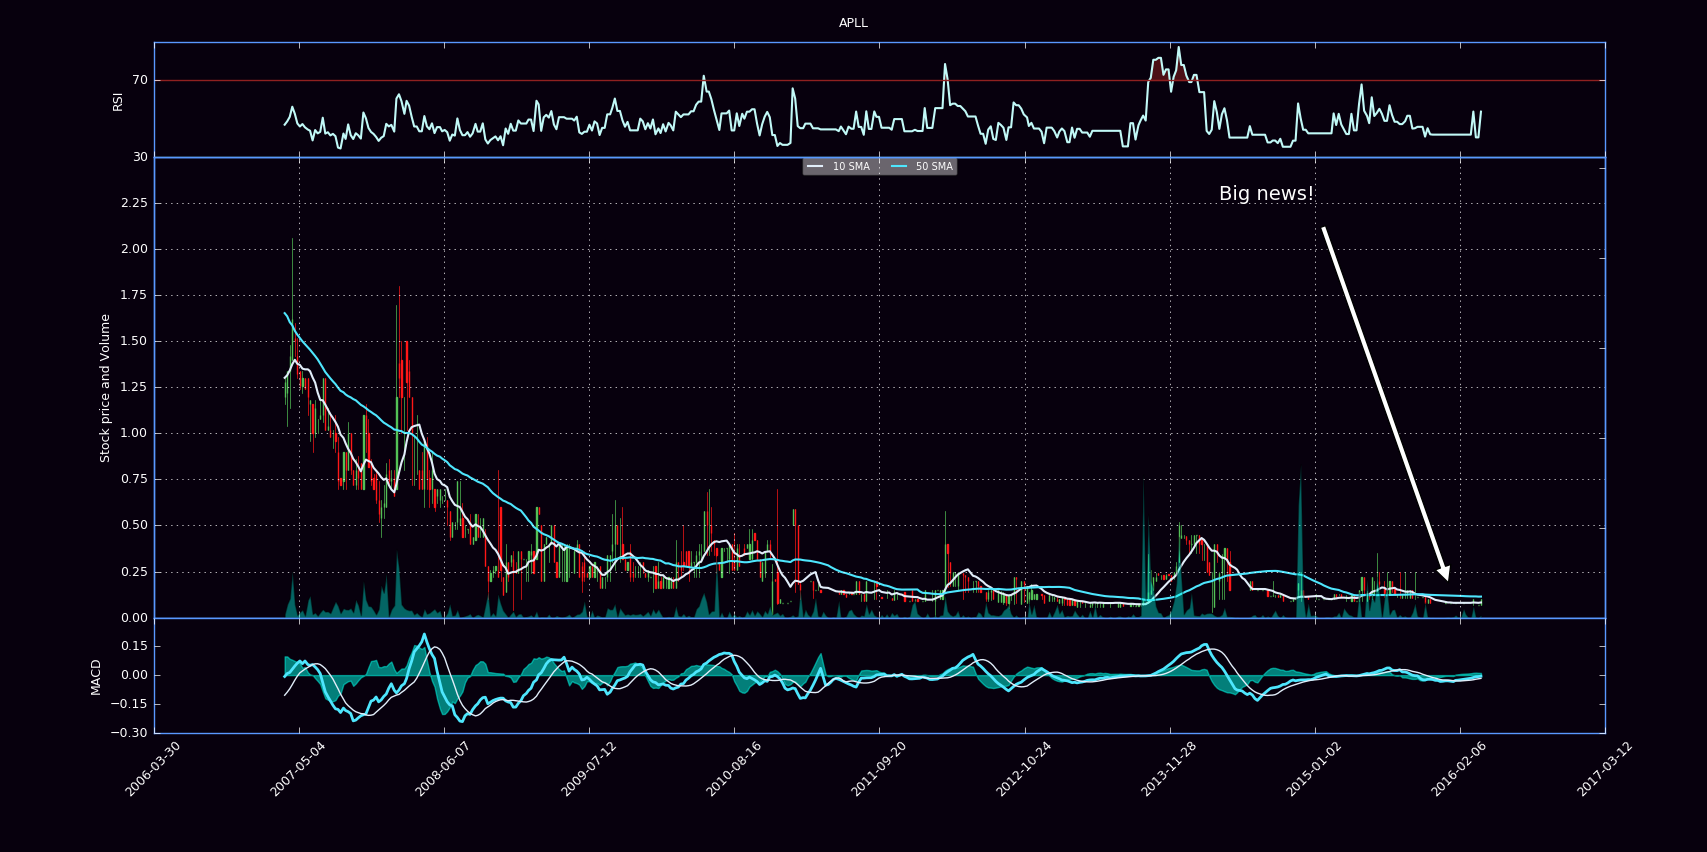 APLL
RSI
70
30
10 SMA 50 SMA
Big news!
Stock price and Volume
2.25
2.00
1.75
1.50
1.25
1.00
0.75
0.50
0.25
0.00
MACD
0.15
0.00
−0.15
−0.30
2006-03-30 2007-05-04 2008-06-07 2009-07-12 2010-08-16 2011-09-20 2012-10-24 2013-11-28 2015-01-02 2016-02-06 2017-03-12